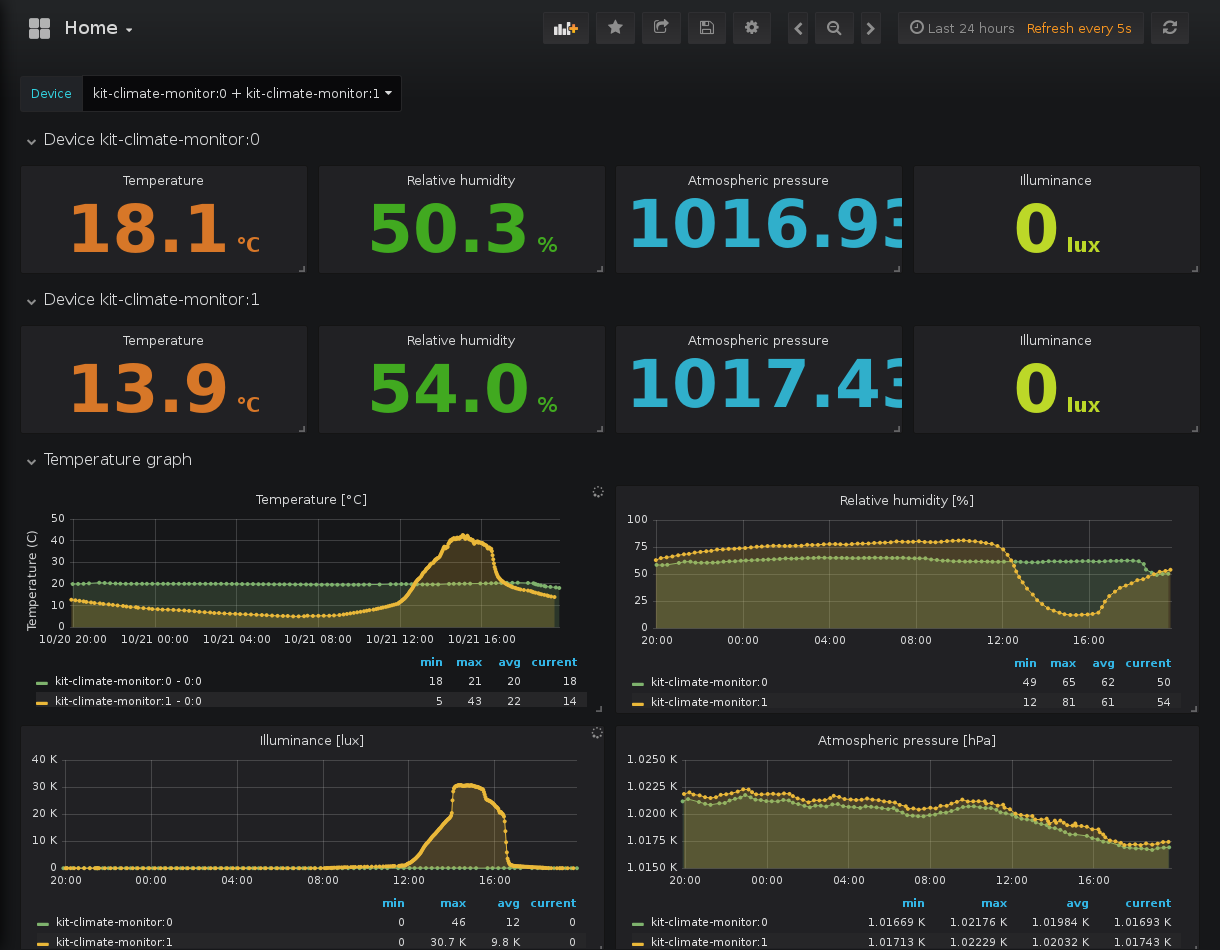 Home
Last 24 hours Refresh every 5s
Device kit-climate-monitor:0 + kit-climate-monitor:1
Device kit-climate-monitor:0
Temperature Relative humidity Atmospheric pressure Illuminance
18.1 °C 50.3 % 1016.93 0 lux
Device kit-climate-monitor:1
Temperature Relative humidity Atmospheric pressure Illuminance
13.9 °C 54.0 % 1017.43 0 lux
Temperature graph
Temperature [°C]
Temperature (C)
50
40
30
20
10
0
10/20 20:00 10/21 00:00 10/21 04:00 10/21 08:00 10/21 12:00 10/21 16:00
min max avg current
kit-climate-monitor:0 - 0:0 18 21 20 18
kit-climate-monitor:1 - 0:0 5 43 22 14
Relative humidity [%]
100
75
50
25
0
20:00 00:00 04:00 08:00 12:00 16:00
min max avg current
kit-climate-monitor:0 49 65 62 50
kit-climate-monitor:1 12 81 61 54
Illuminance [lux]
40 K
30 K
20 K
10 K
0
20:00 00:00 04:00 08:00 12:00 16:00
min max avg current
kit-climate-monitor:0 0 46 12 0
kit-climate-monitor:1 0 30.7 K 9.8 K 0
Atmospheric pressure [hPa]
1.0250 K
1.0225 K
1.0200 K
1.0175 K
1.0150 K
20:00 00:00 04:00 08:00 12:00 16:00
min max avg current
kit-climate-monitor:0 1.01669 K 1.02176 K 1.01984 K 1.01693 K
kit-climate-monitor:1 1.01713 K 1.02229 K 1.02032 K 1.01743 K